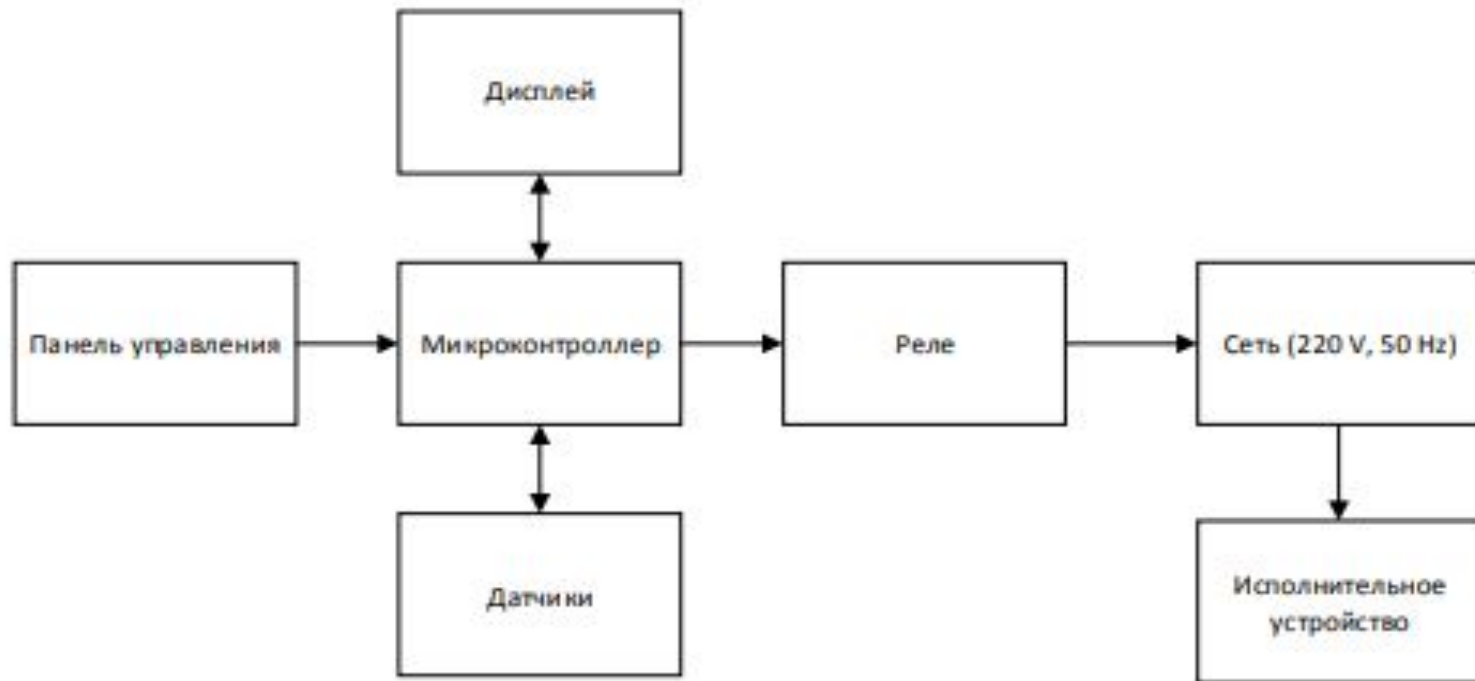 Дисплей
Панель управления
Микроконтроллер
Реле
Сеть (220 V, 50 Hz)
Датчики
Исполнительное
устройство